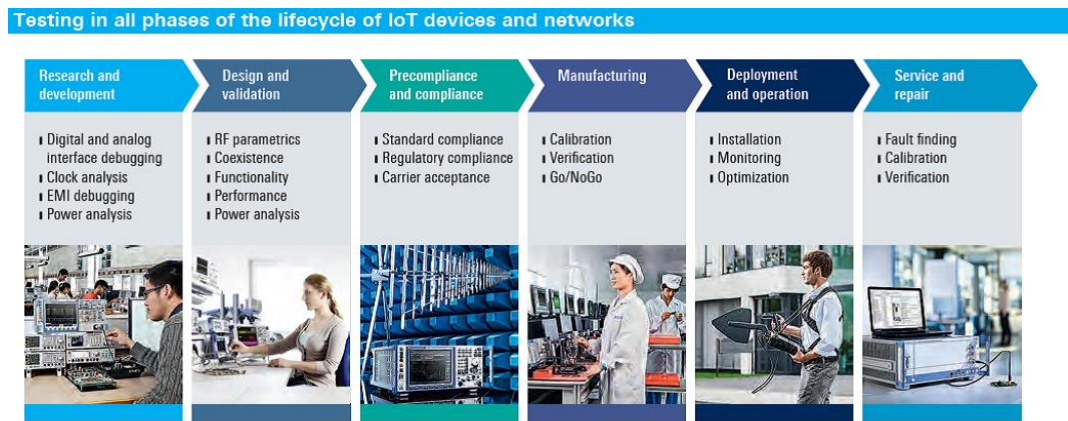 Testing in all phases of the lifecycle of IoT devices and networks
Research and
development
Digital and analog
interface debugging
Clock analysis
EMI debugging
Power analysis
Design and
validation
RF parametrics
Coexistence
Functionality
Performance
Power analysis
Precompliance
and compliance
Standard compliance
Regulatory compliance
Carrier acceptance
Manufacturing
Calibration
Verification
Go/NoGo
Deployment
and operation
Installation
Monitoring
Optimization
Service and
repair
Fault finding
Calibration
Verification